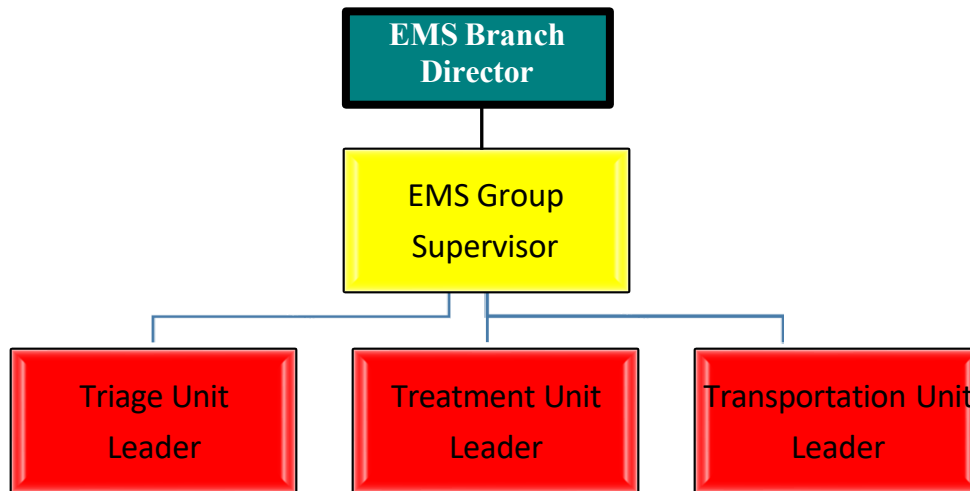 EMS Branch
Director
EMS Group
Supervisor
Triage Unit
Leader
Treatment Unit
Leader
Transportation Unit
Leader